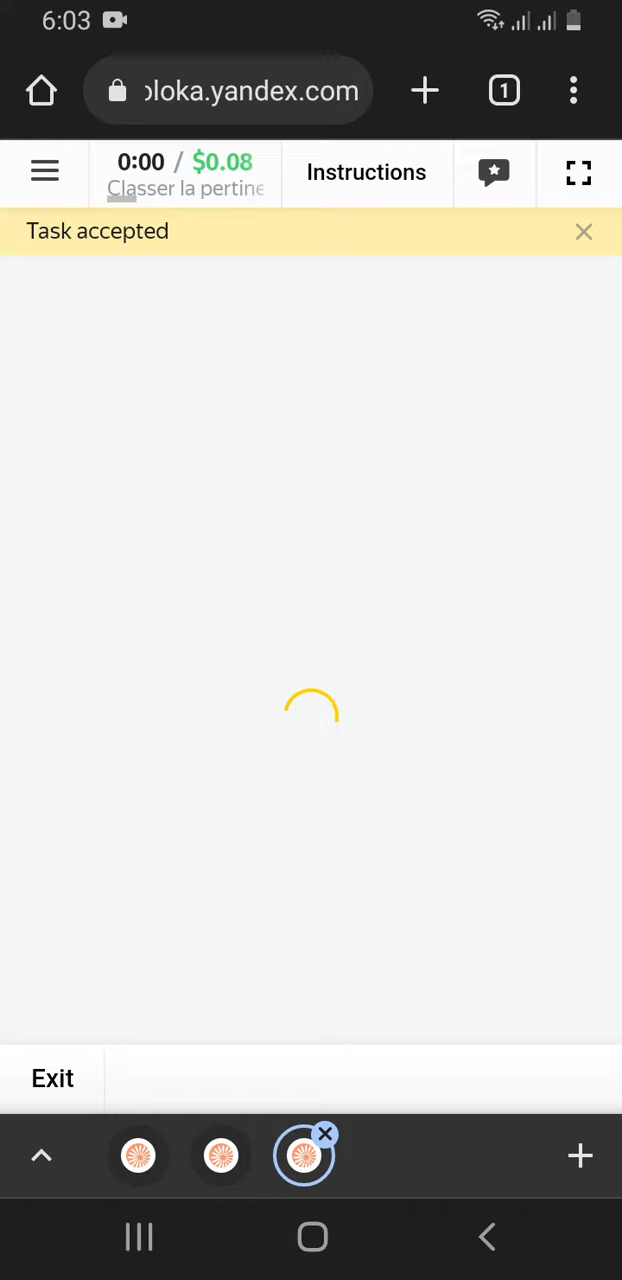 6:03
loka.yandex.com
1
0:00 / $0.08
Classer la pertine
Instructions
Task accepted
Exit